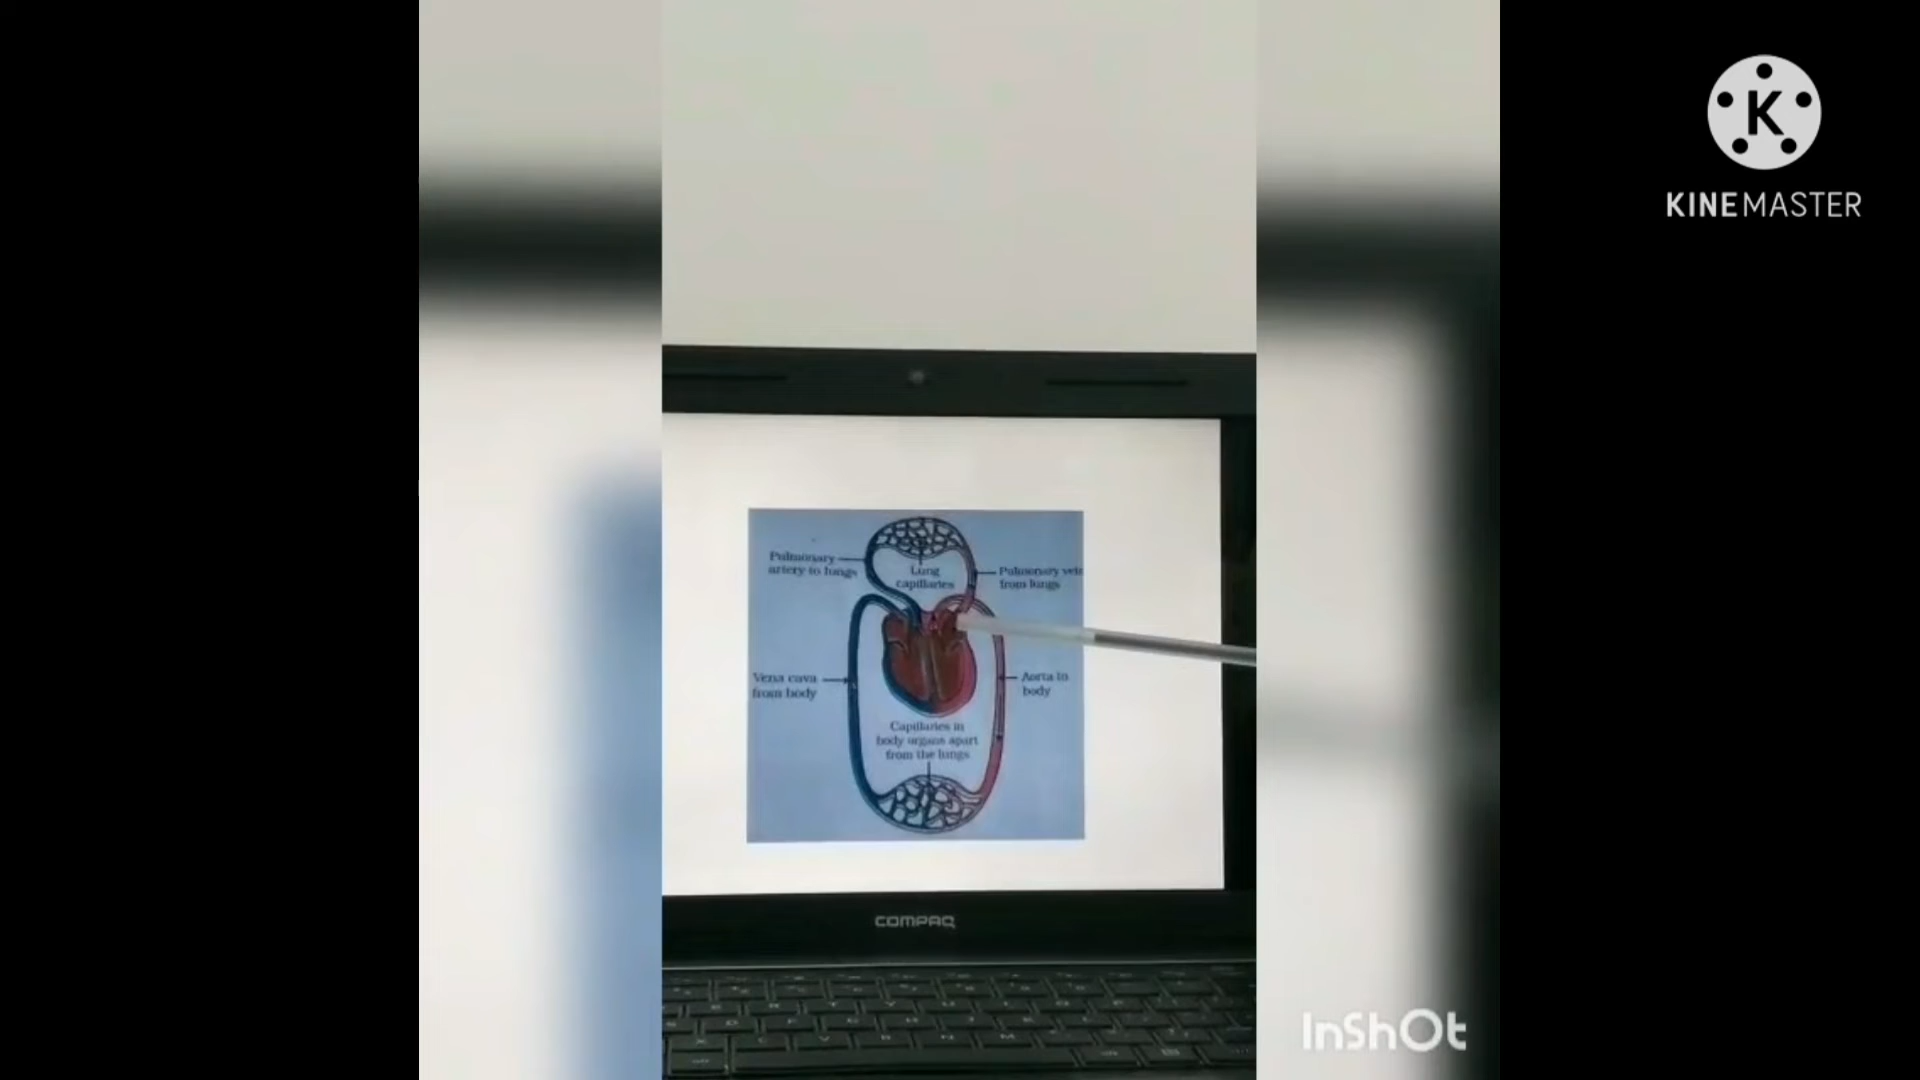 K
KINEMASTER
Pulmonary
artery to lungs
Lung
capillaries
Pulmonary vein
from lungs
Vena cava
from body
Aorta to
body
Capillaries in
body organs apart
from the lungs
COMPAQ
InShOt